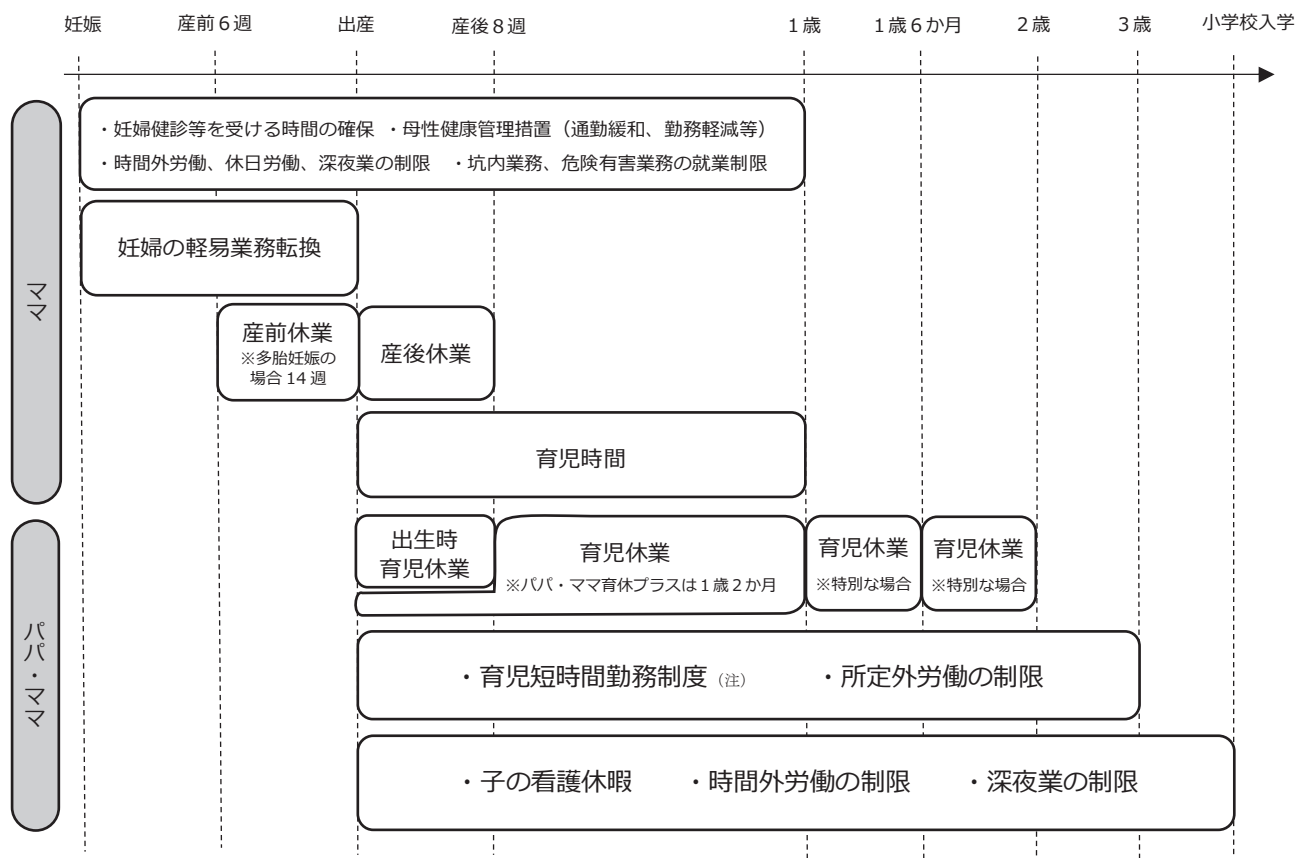 妊娠 産前６週 出産 産後８週 １歳 １歳６か月 ２歳 ３歳 小学校入学
ママ
・妊婦健診等を受ける時間の確保 ・母性健康管理措置（通勤緩和、勤務軽減等）
・時間外労働、休日労働、深夜業の制限 ・坑内業務、危険有害業務の就業制限
妊婦の軽易業務転換
産前休業
※多胎妊娠の
場合 14 週
産後休業
育児時間
パパ・ママ
出生時
育児休業
育児休業
※パパ・ママ育休プラスは１歳２か月
育児休業
※特別な場合
育児休業
※特別な場合
・育児短時間勤務制度（注） ・所定外労働の制限
・子の看護休暇 ・時間外労働の制限 ・深夜業の制限